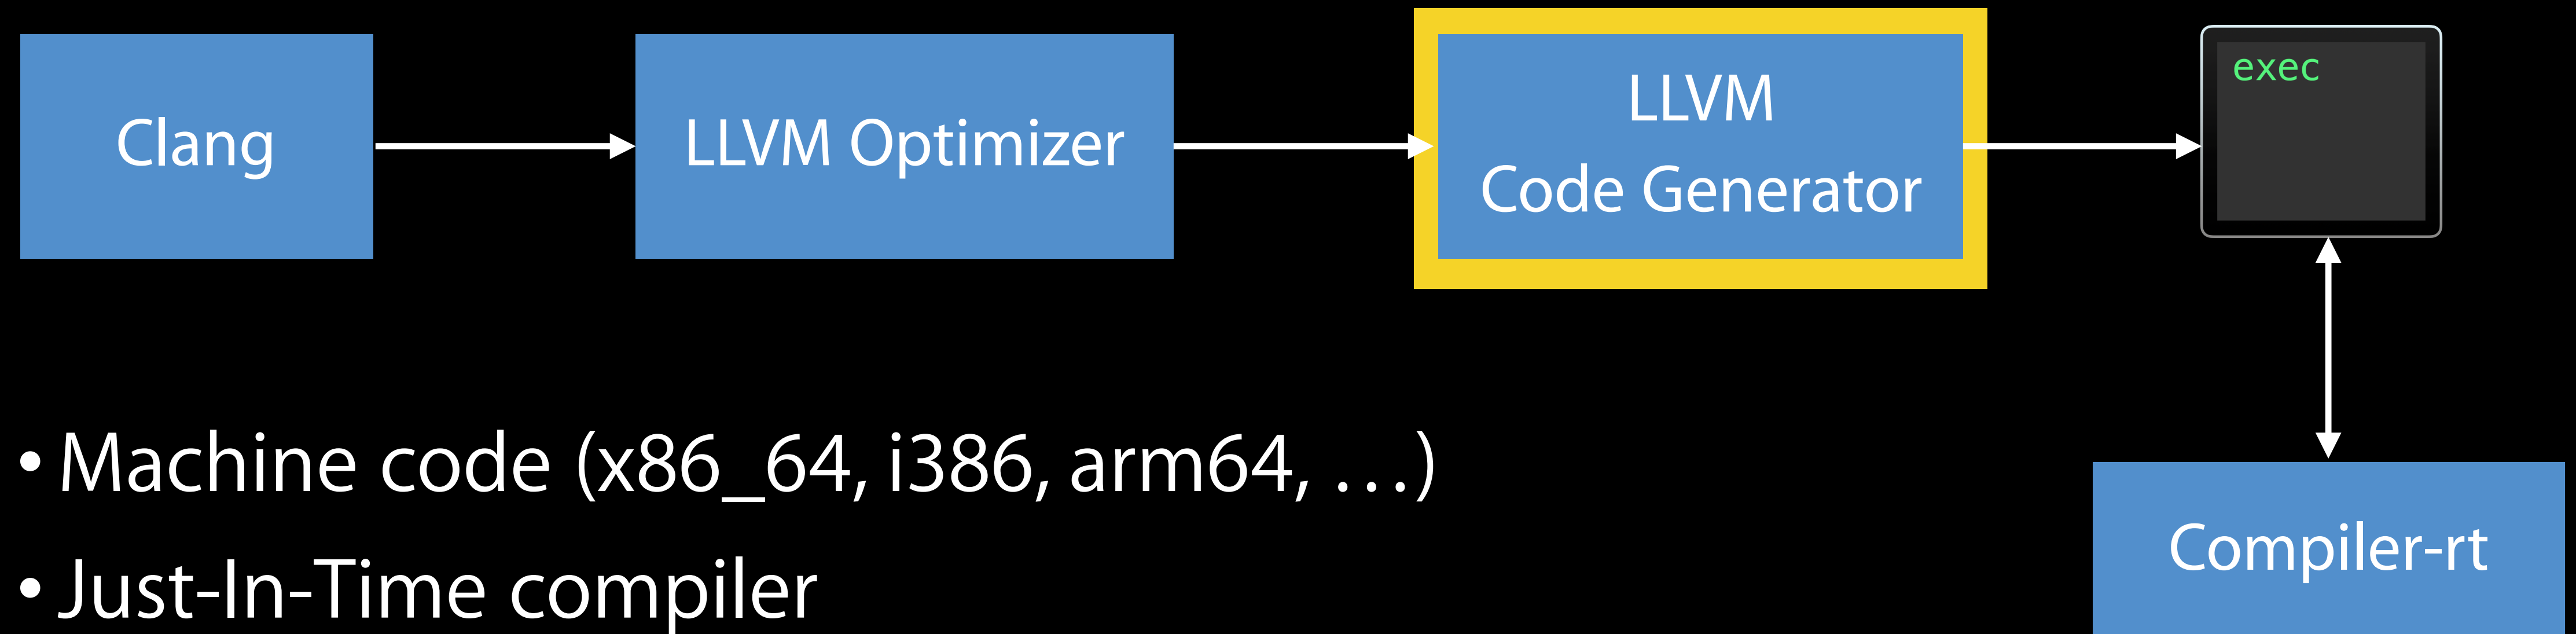 Clang
LLVM Optimizer
LLVM
Code Generator
exec
• Machine code (x86_64, i386, arm64, …)
• Just-In-Time compiler
Compiler-rt